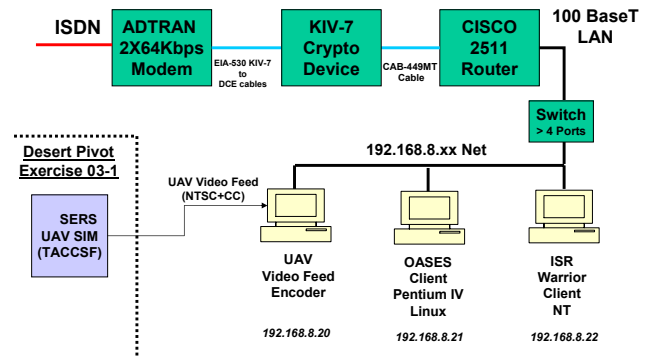 ISDN
ADTRAN
2X64Kbps
Modem
EIA-530 KIV-7
to
DCE cables
KIV-7
Crypto
Device
CAB-449MT
Cable
CISCO
2511
Router
100 BaseT
LAN
Switch
> 4 Ports
Desert Pivot
Exercise 03-1
192.168.8.xx Net
UAV Video Feed
(NTSC+CC)
SERS
UAV SIM
(TACCSF)
UAV
Video Feed
Encoder
192.168.8.20
OASES
Client
Pentium IV
Linux
192.168.8.21
ISR
Warrior
Client
NT
192.168.8.22